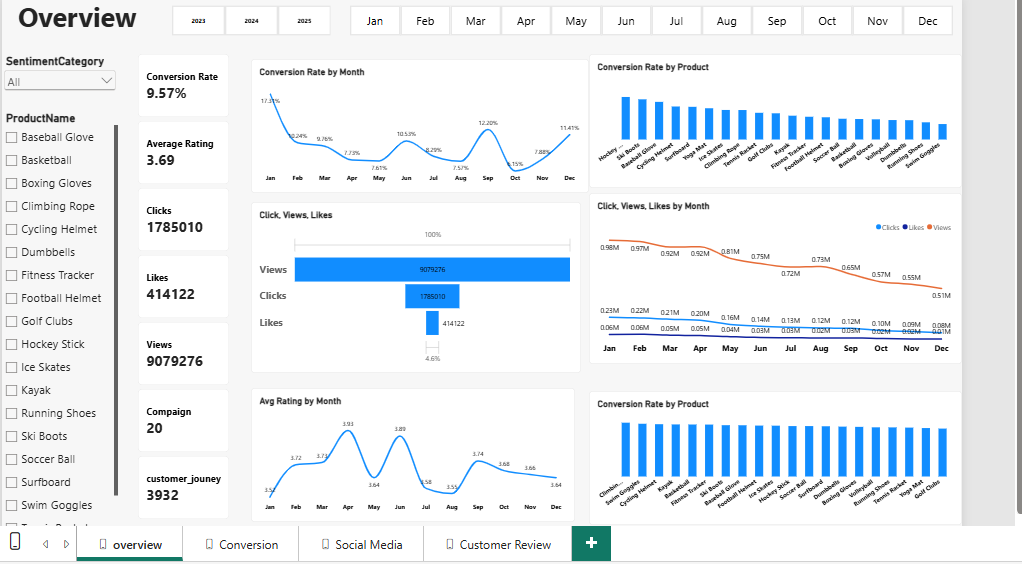 Overview
2023 2024 2025
Jan Feb Mar Apr May Jun Jul Aug Sep Oct Nov Dec
SentimentCategory
All
ProductName
Baseball Glove
Basketball
Boxing Gloves
Climbing Rope
Cycling Helmet
Dumbbells
Fitness Tracker
Football Helmet
Golf Clubs
Hockey Stick
Ice Skates
Kayak
Running Shoes
Ski Boots
Soccer Ball
Surfboard
Swim Goggles
Conversion Rate
9.57%
Average Rating
3.69
Clicks
1785010
Likes
414122
Views
9079276
Compaign
20
customer_jouney
3932
Conversion Rate by Month
17.31%
10.24%
9.76%
7.73%
7.61%
10.53%
8.29%
7.57%
12.20%
6.15%
7.88%
11.41%
Jan Feb Mar Apr May Jun Jul Aug Sep Oct Nov Dec
Conversion Rate by Product
Hockey ...
Ski Boots
Baseball Glove
Cycling Helmet
Surfboard
Yoga Mat
Ice Skates
Climbing Rope
Tennis Racket
Golf Clubs
Kayak
Fitness Tracker
Football Helmet
Soccer Ball
Basketball
Boxing Gloves
Volleyball
Dumbbells
Running Shoes
Swim Goggles
Click, Views, Likes
100%
Views 9079276
Clicks 1785010
Likes 414122
4.6%
Click, Views, Likes by Month
Clicks Likes Views
0.98M 0.97M 0.92M 0.92M 0.81M 0.75M 0.72M 0.73M 0.65M 0.57M 0.55M 0.51M
0.23M 0.22M 0.21M 0.20M 0.16M 0.14M 0.13M 0.12M 0.12M 0.10M 0.09M 0.08M
0.06M 0.06M 0.05M 0.05M 0.04M 0.03M 0.03M 0.02M 0.03M 0.02M 0.02M 0.01M
Jan Feb Mar Apr May Jun Jul Aug Sep Oct Nov Dec
Avg Rating by Month
3.72
3.73
3.93
3.64
3.89
3.58
3.55
3.74
3.68
3.66
3.64
Jan Feb Mar Apr May Jun Jul Aug Sep Oct Nov Dec
Conversion Rate by Product
Climbin...
Swim Goggles
Cycling Helmet
Kayak
Basketball
Fitness Tracker
Ski Boots
Baseball Glove
Football Helmet
Ice Skates
Hockey Stick
Soccer Ball
Surfboard
Dumbbells
Boxing Gloves
Volleyball
Running Shoes
Tennis Racket
Yoga Mat
Golf Clubs
overview Conversion Social Media Customer Review +